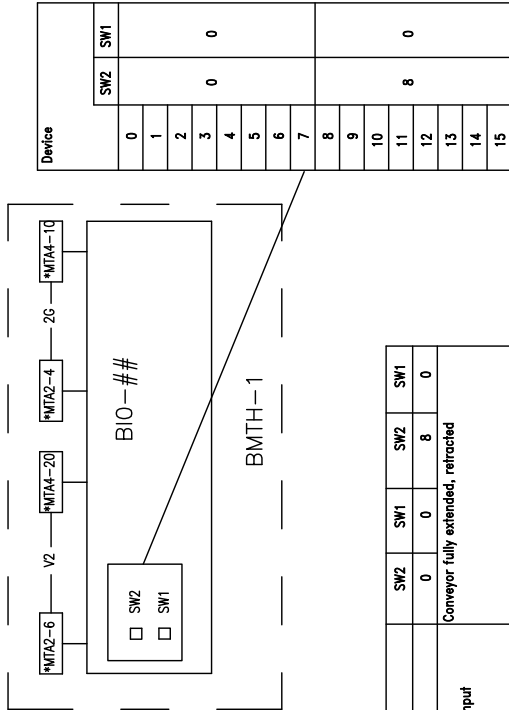 *MTA2-6
V2
*MTA4-20
*MTA2-4
2G
*MTA4-10
BIO-##
SW2
SW1
BMTH-1
Device
SW2 SW1
0
1
2
3
4
5
6
7
0 0
8
9
10
11
12
13
14
15
8 0
SW2 SW1 SW2 SW1
0 0 8 0
Conveyor fully extended, retracted